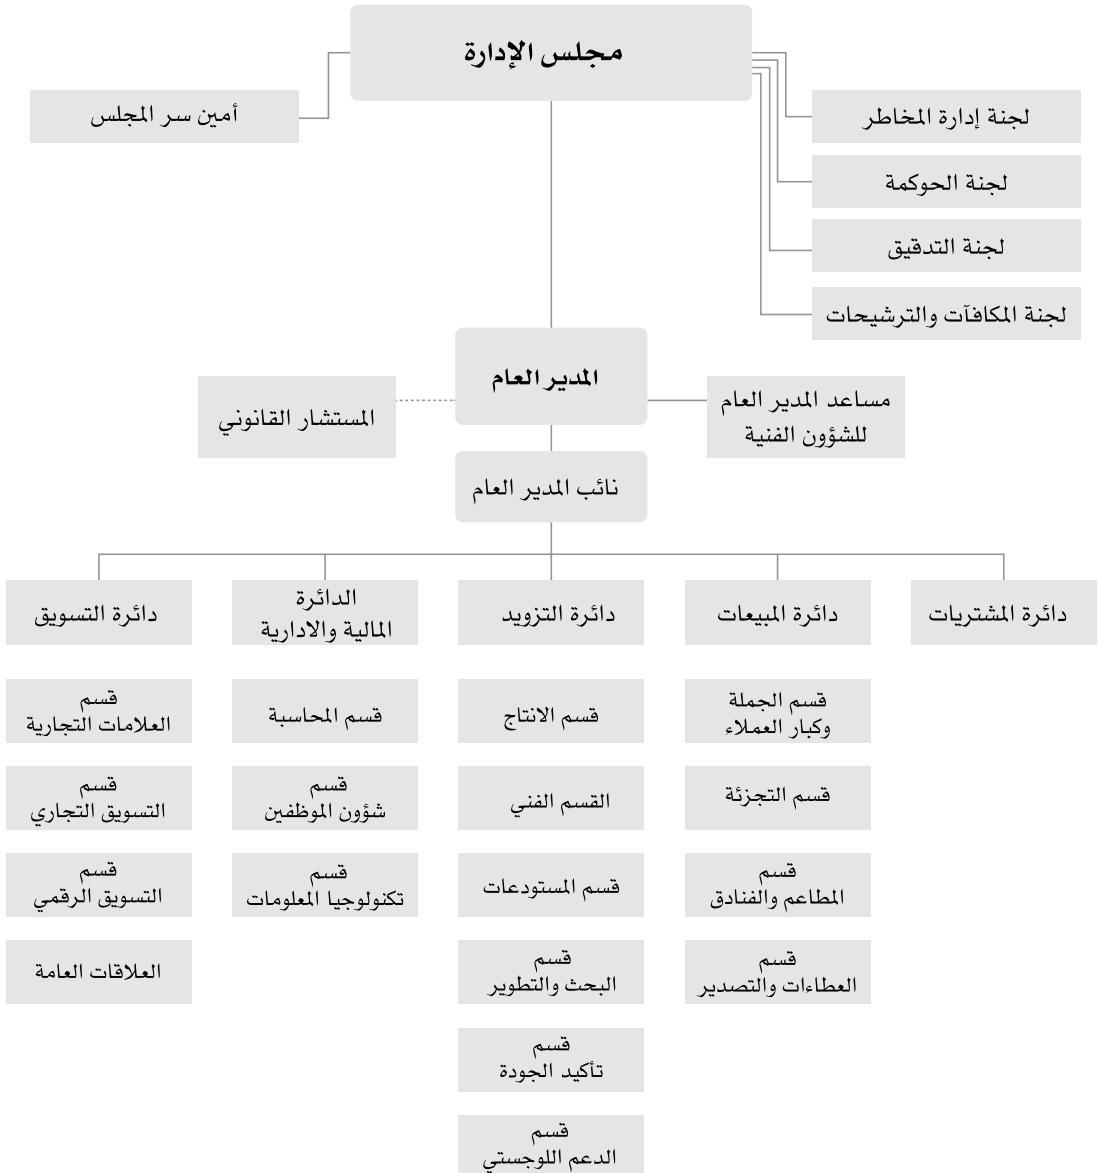 مجلس الإدارة
أمين سر المجلس
لجنة إدارة المخاطر
لجنة الحوكمة
لجنة التدقيق
لجنة المكافآت والترشيحات
المدير العام
مساعد المدير العام
للشؤون الفنية
المستشار القانوني
نائب المدير العام
دائرة المشتريات
دائرة المبيعات
قسم الجملة
وكبار العملاء
قسم التجزئة
قسم
المطاعم والفنادق
قسم
العطاءات والتصدير
دائرة التزويد
قسم الانتاج
القسم الفني
قسم المستودعات
قسم
البحث والتطوير
قسم
تأكيد الجودة
قسم
الدعم اللوجستي
الدائرة
المالية والادارية
قسم المحاسبة
قسم
شؤون الموظفين
قسم
تكنولوجيا المعلومات
دائرة التسويق
قسم
العلامات التجارية
قسم
التسويق التجاري
قسم
التسويق الرقمي
العلاقات العامة